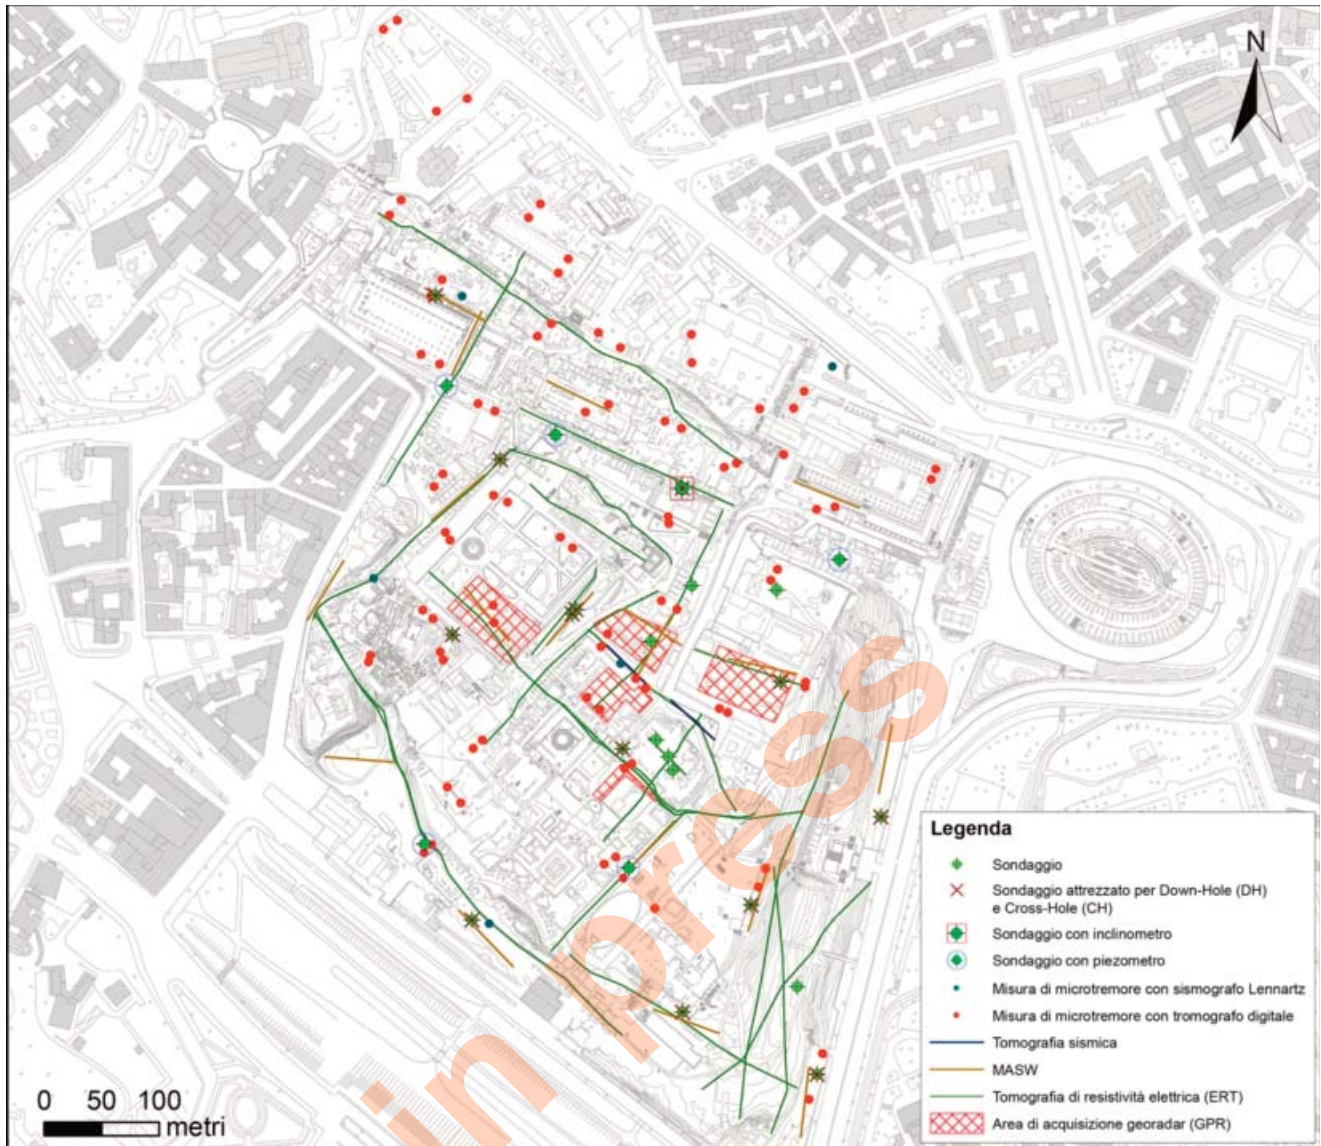 N
Legenda
Sondaggio
Sondaggio attrezzato per Down-Hole (DH)
e Cross-Hole (CH)
Sondaggio con inclinometro
Sondaggio con piezometro
Misura di microtremore con sismografo Lennartz
Misura di microtremore con tromografo digitale
Tomografia sismica
MASW
Tomografia di resistività elettrica (ERT)
Area di acquisizione georadar (GPR)
0 50 100
metri
in press